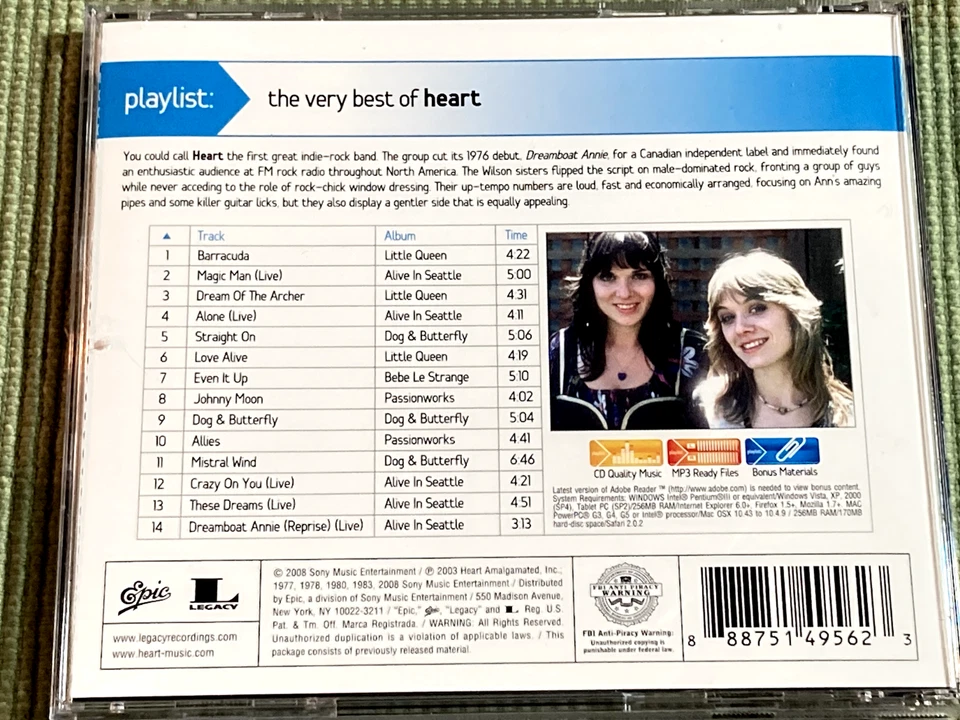 playlist: the very best of heart
You could call Heart the first great indie-rock band. The group cut its 1976 debut, Dreamboat Annie, for a Canadian independent label and immediately found
an enthusiastic audience at FM rock radio throughout North America. The Wilson sisters flipped the script on male-dominated rock, fronting a group of guys
while never acceding to the role of rock-chick window dressing. Their up-tempo numbers are loud, fast and economically arranged, focusing on Ann's amazing
pipes and some killer guitar licks, but they also display a gentler side that is equally appealing.
Track Album Time
1 Barracuda Little Queen 4:22
2 Magic Man (Live) Alive In Seattle 5:00
3 Dream Of The Archer Little Queen 4:31
4 Alone (Live) Alive In Seattle 4:11
5 Straight On Dog & Butterfly 5:06
6 Love Alive Little Queen 4:19
7 Even It Up Bebe Le Strange 5:10
8 Johnny Moon Passionworks 4:02
9 Dog & Butterfly Dog & Butterfly 5:04
10 Allies Passionworks 4:41
11 Mistral Wind Dog & Butterfly 6:46
12 Crazy On You (Live) Alive In Seattle 4:21
13 These Dreams (Live) Alive In Seattle 4:51
14 Dreamboat Annie (Reprise) (Live) Alive In Seattle 3:13
CD Quality Music MP3 Ready Files Bonus Materials
Latest version of Adobe Reader ™ (http://www.adobe.com) is needed to view bonus content.
System Requirements: WINDOWS Intel® Pentium®III or equivalent/Windows Vista, XP, 2000
(SP4), Tablet PC (SP2)/256MB RAM/Internet Explorer 6.0+, Firefox 1.5+, Mozilla 1.7+. MAC
PowerPC® G3, G4, G5 or Intel® processor/Mac OSX 10.4.3 to 10.4.9 / 256MB RAM/170MB
hard-disc space/Safari 2.0.2
Epic LEGACY
www.legacyrecordings.com
www.heart-music.com
© 2008 Sony Music Entertainment / ℗ 2003 Heart Amalgamated, Inc.;
1977, 1978, 1980, 1983, 2008 Sony Music Entertainment / Distributed
by Epic, a division of Sony Music Entertainment / 550 Madison Avenue,
New York, NY 10022-3211 / "Epic," Epic, "Legacy" and L Reg. U.S.
Pat. & Tm. Off. Marca Registrada. / WARNING: All Rights Reserved.
Unauthorized duplication is a violation of applicable laws. / This
package consists of previously released material.
FBI ANTI-PIRACY
WARNING
FBI Anti-Piracy Warning:
Unauthorized copying is
punishable under federal law.
8 88751 49562 3